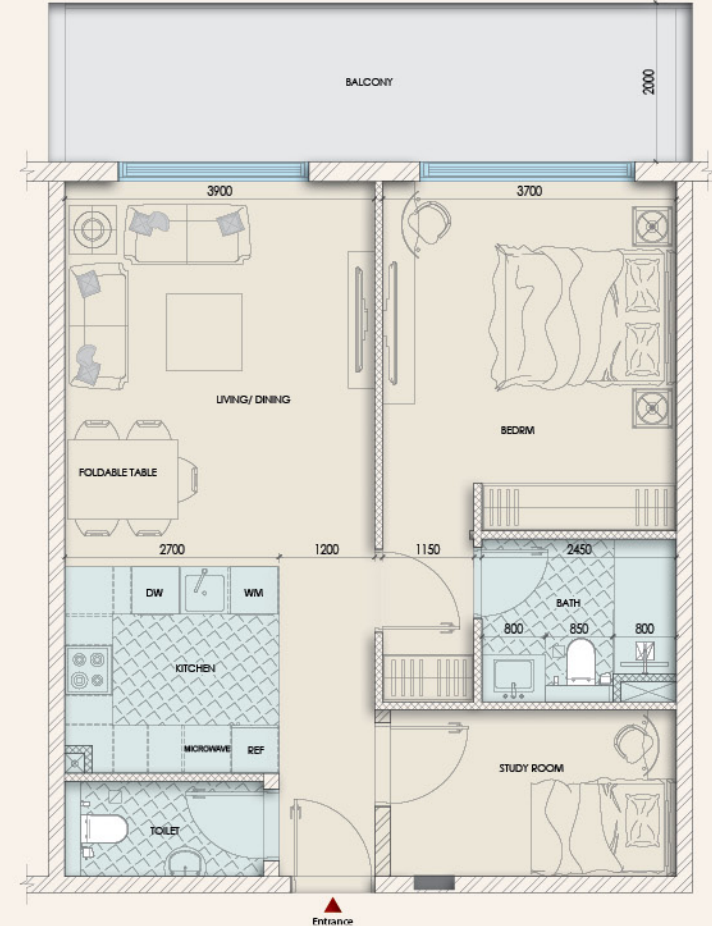 BALCONY
2000
3900
3700
LIVING/ DINING
BEDRM
FOLDABLE TABLE
2700
1200
1150
2450
DW
WM
BATH
800
850
800
KITCHEN
MICROWAVE
REF
STUDY ROOM
TOILET
Entrance